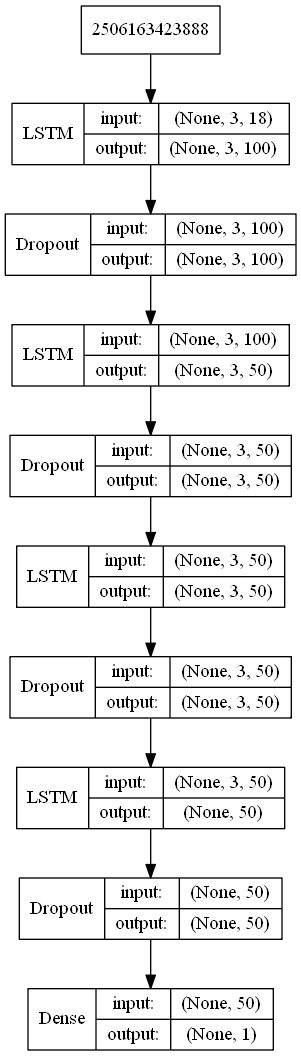 2506163423888
LSTM input: (None, 3, 18)
output: (None, 3, 100)
Dropout input: (None, 3, 100)
output: (None, 3, 100)
LSTM input: (None, 3, 100)
output: (None, 3, 50)
Dropout input: (None, 3, 50)
output: (None, 3, 50)
LSTM input: (None, 3, 50)
output: (None, 3, 50)
Dropout input: (None, 3, 50)
output: (None, 3, 50)
LSTM input: (None, 3, 50)
output: (None, 50)
Dropout input: (None, 50)
output: (None, 50)
Dense input: (None, 50)
output: (None, 1)